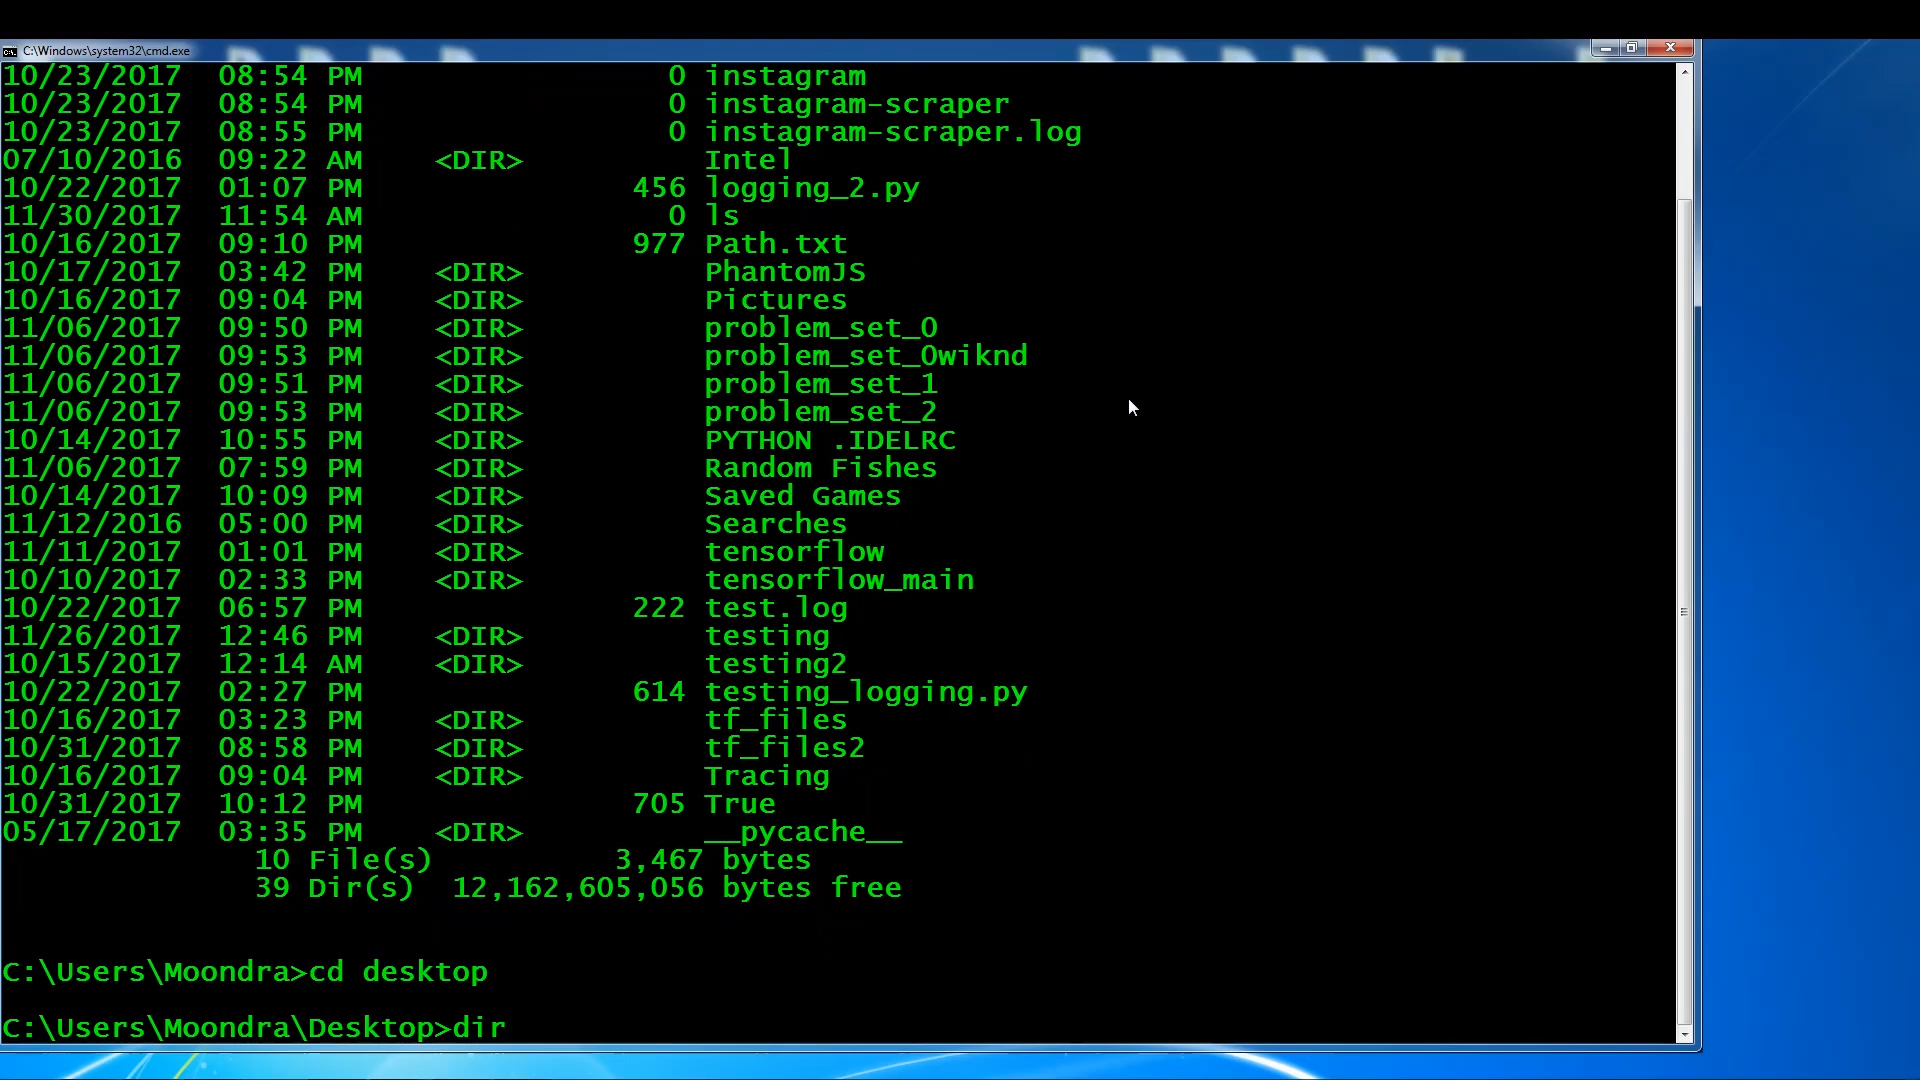 C:\Windows\system32\cmd.exe
10/23/2017  08:54 PM                 0 instagram
10/23/2017  08:54 PM                 0 instagram-scraper
10/23/2017  08:55 PM                 0 instagram-scraper.log
07/10/2016  09:22 AM    <DIR>          Intel
10/22/2017  01:07 PM               456 logging_2.py
11/30/2017  11:54 AM                 0 ls
10/16/2017  09:10 PM               977 Path.txt
10/17/2017  03:42 PM    <DIR>          PhantomJS
10/16/2017  09:04 PM    <DIR>          Pictures
11/06/2017  09:50 PM    <DIR>          problem_set_0
11/06/2017  09:53 PM    <DIR>          problem_set_0wiknd
11/06/2017  09:51 PM    <DIR>          problem_set_1
11/06/2017  09:53 PM    <DIR>          problem_set_2
10/14/2017  10:55 PM    <DIR>          PYTHON .IDELRC
11/06/2017  07:59 PM    <DIR>          Random Fishes
10/14/2017  10:09 PM    <DIR>          Saved Games
11/12/2016  05:00 PM    <DIR>          Searches
11/11/2017  01:01 PM    <DIR>          tensorflow
10/10/2017  02:33 PM    <DIR>          tensorflow_main
10/22/2017  06:57 PM               222 test.log
11/26/2017  12:46 PM    <DIR>          testing
10/15/2017  12:14 AM    <DIR>          testing2
10/22/2017  02:27 PM               614 testing_logging.py
10/16/2017  03:23 PM    <DIR>          tf_files
10/31/2017  08:58 PM    <DIR>          tf_files2
10/16/2017  09:04 PM    <DIR>          Tracing
10/31/2017  10:12 PM               705 True
05/17/2017  03:35 PM    <DIR>          __pycache__
10 File(s)          3,467 bytes
39 Dir(s)  12,162,605,056 bytes free
C:\Users\Moondra>cd desktop
C:\Users\Moondra\Desktop>dir